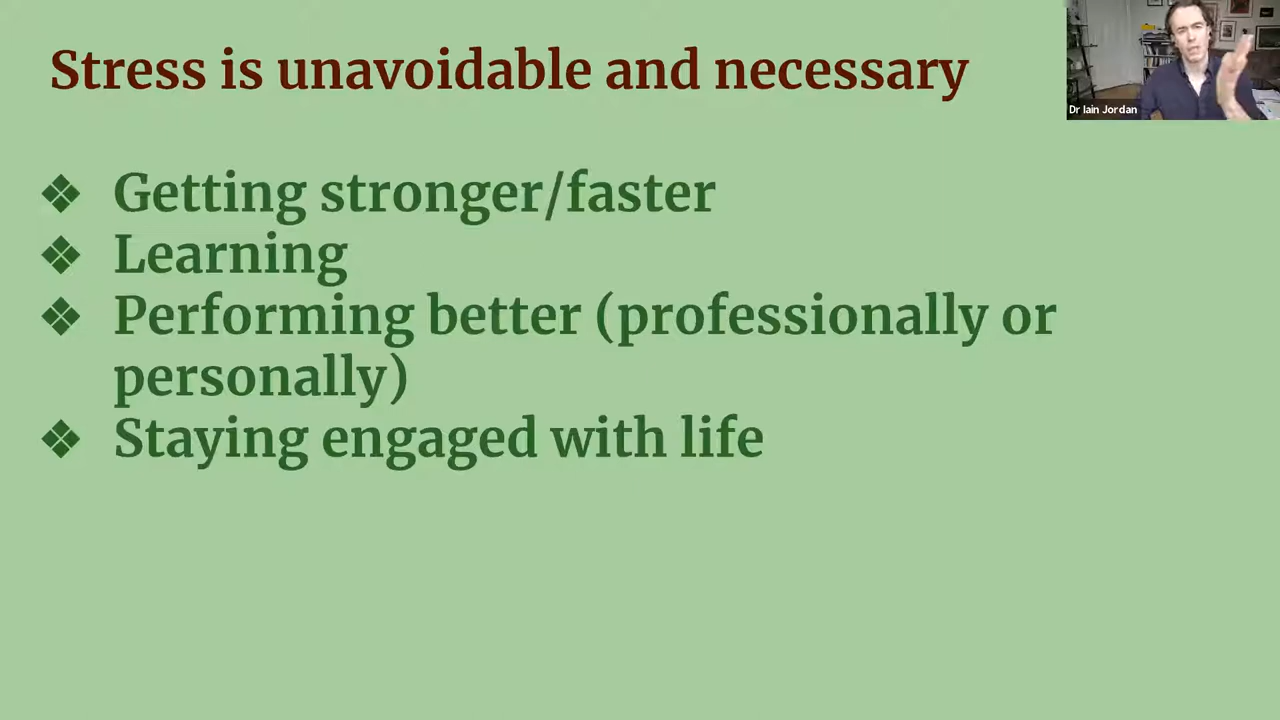 Stress is unavoidable and necessary
Dr Iain Jordan
❖ Getting stronger/faster
❖ Learning
❖ Performing better (professionally or
personally)
❖ Staying engaged with life